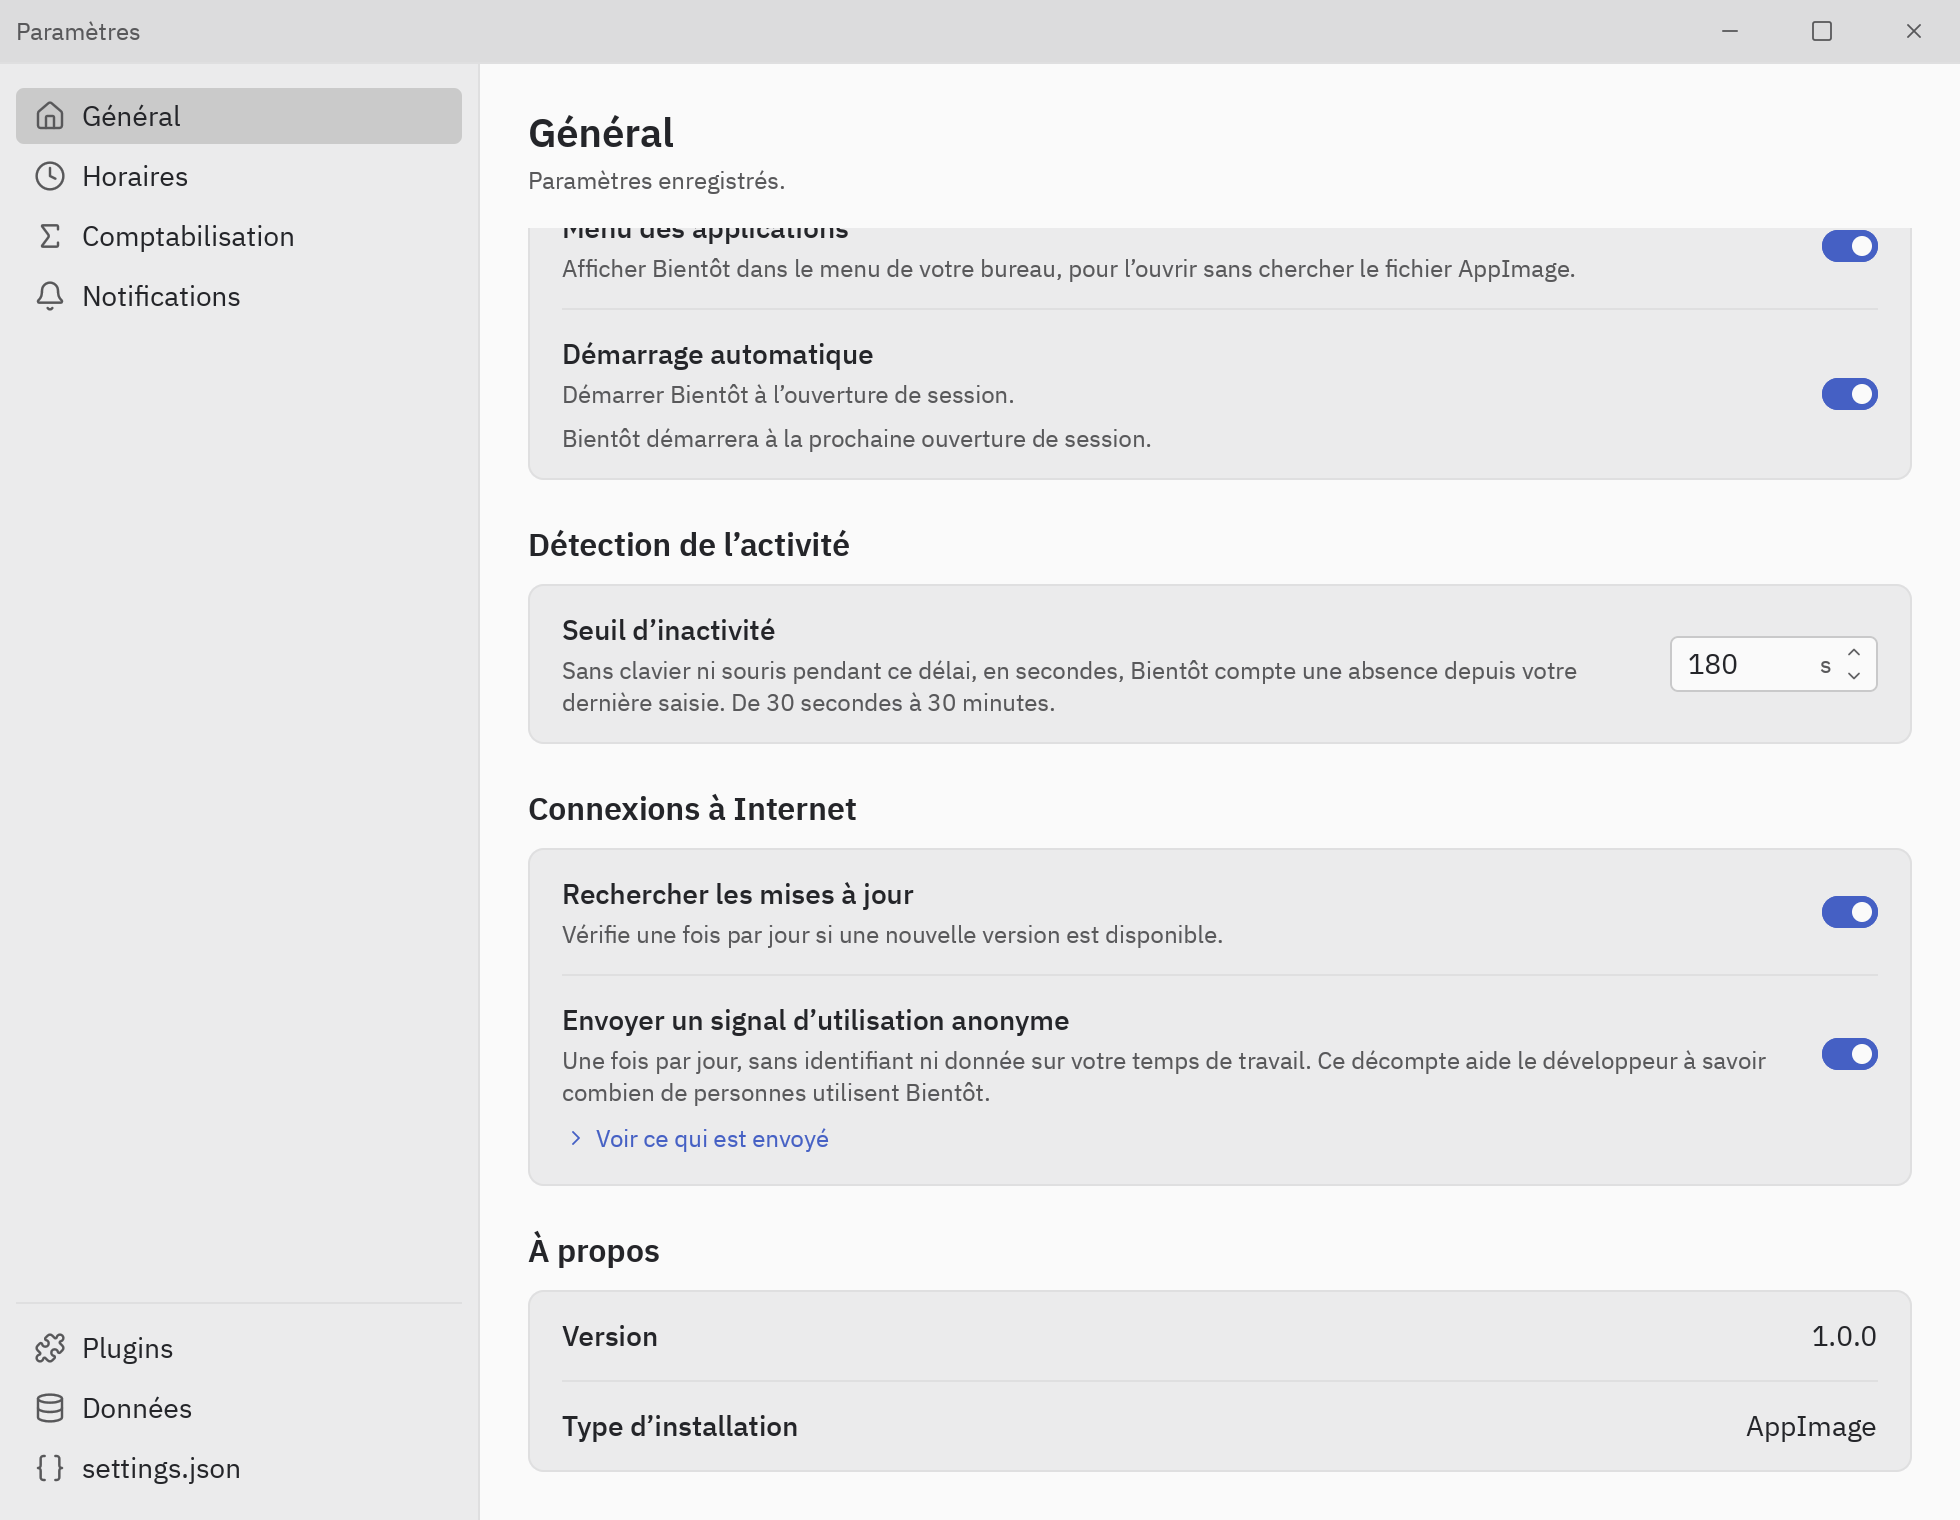 Paramètres
Général
Horaires
Comptabilisation
Notifications
Plugins
Données
settings.json
Général
Paramètres enregistrés.
Menu des applications
Afficher Bientôt dans le menu de votre bureau, pour l’ouvrir sans chercher le fichier AppImage.
Démarrage automatique
Démarrer Bientôt à l’ouverture de session.
Bientôt démarrera à la prochaine ouverture de session.
Détection de l’activité
Seuil d’inactivité
Sans clavier ni souris pendant ce délai, en secondes, Bientôt compte une absence depuis votre
dernière saisie. De 30 secondes à 30 minutes.
180 s
Connexions à Internet
Rechercher les mises à jour
Vérifie une fois par jour si une nouvelle version est disponible.
Envoyer un signal d’utilisation anonyme
Une fois par jour, sans identifiant ni donnée sur votre temps de travail. Ce décompte aide le développeur à savoir
combien de personnes utilisent Bientôt.
Voir ce qui est envoyé
À propos
Version 1.0.0
Type d’installation AppImage